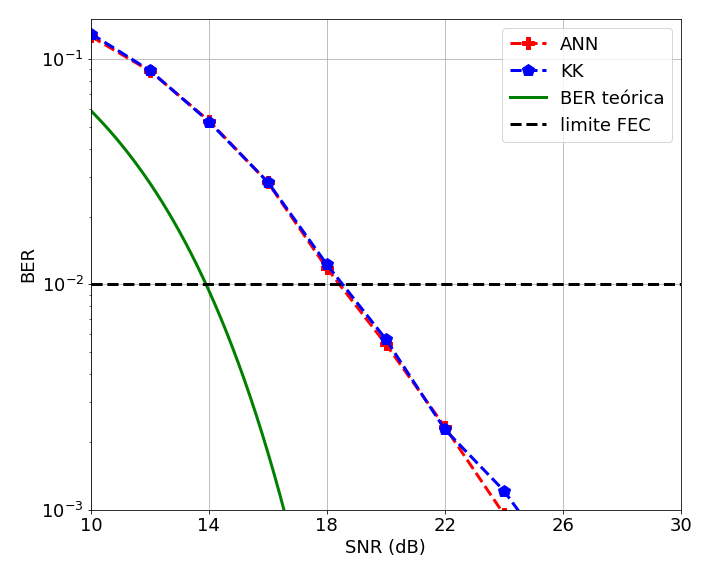 ANN
KK
BER teórica
limite FEC
BER
10⁻¹
10⁻²
10⁻³
10 14 18 22 26 30
SNR (dB)